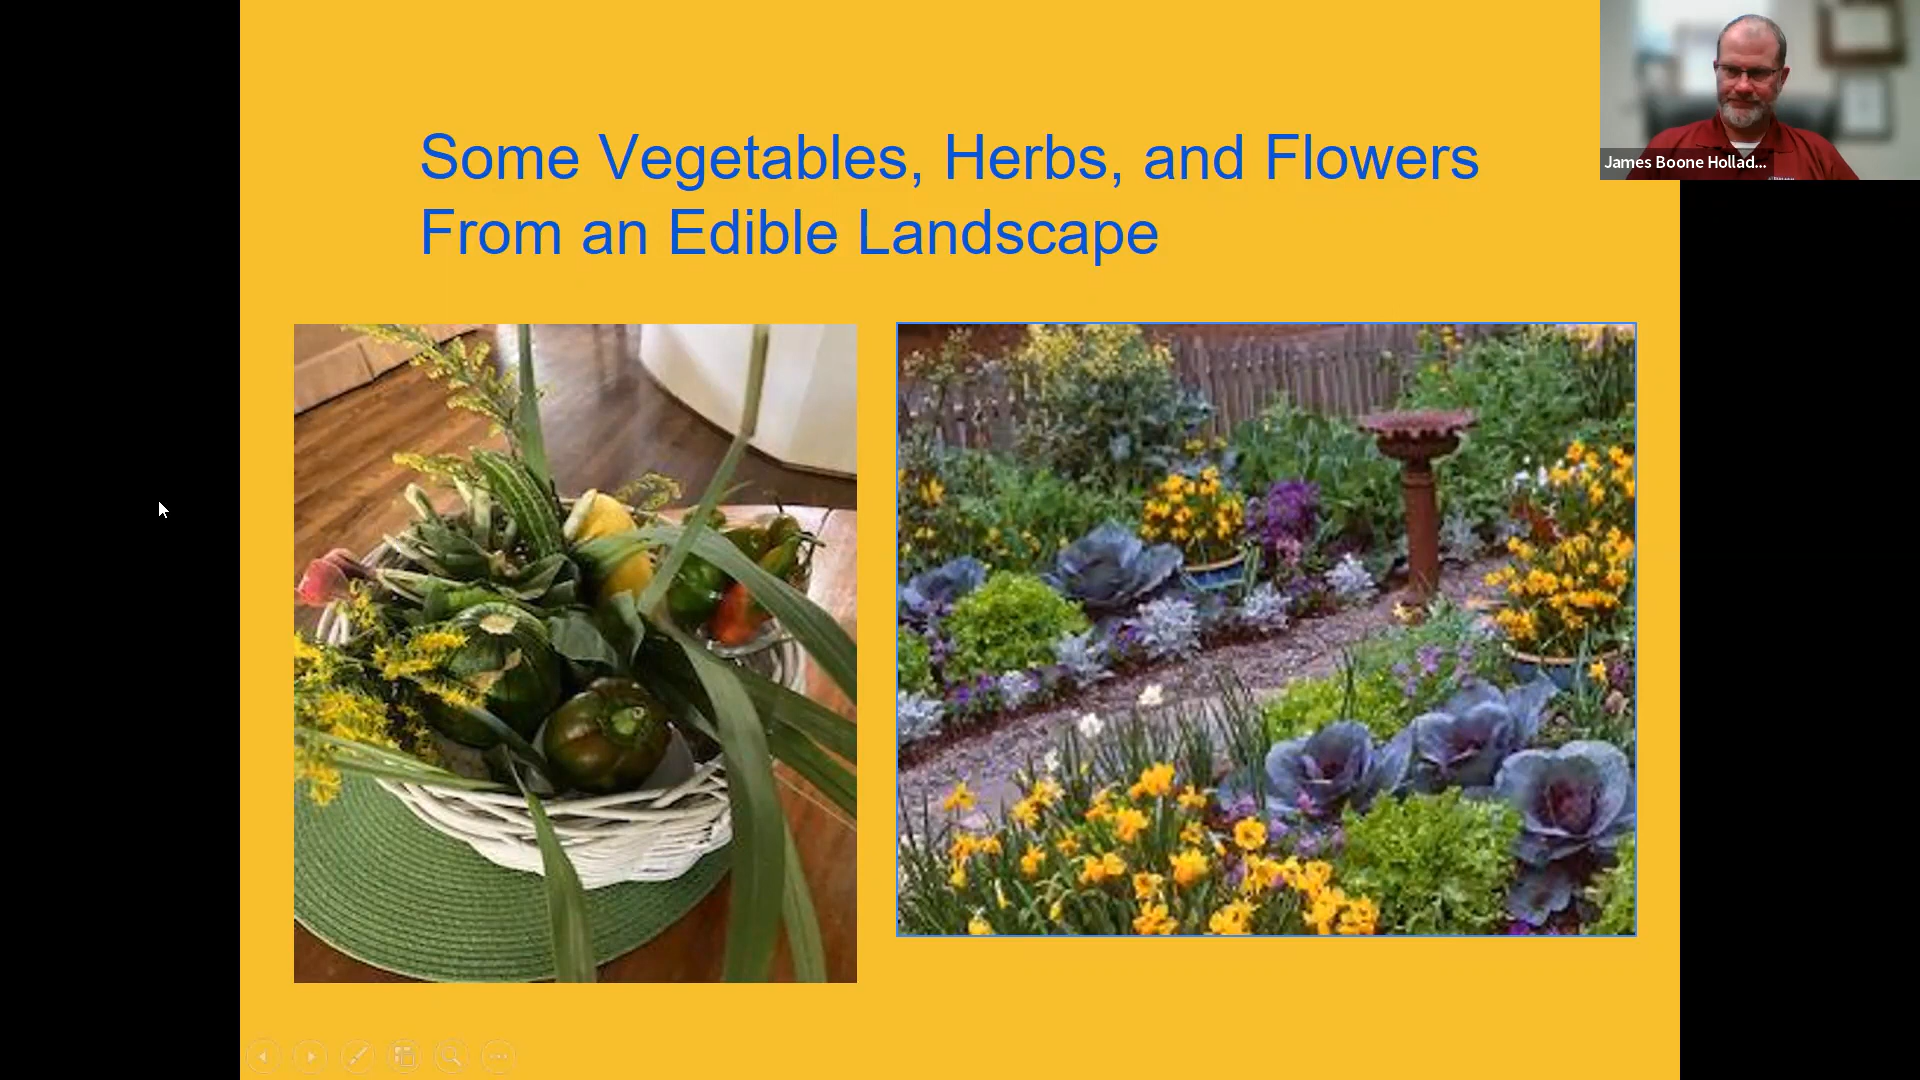 Some Vegetables, Herbs, and Flowers
From an Edible Landscape
James Boone Hollad...